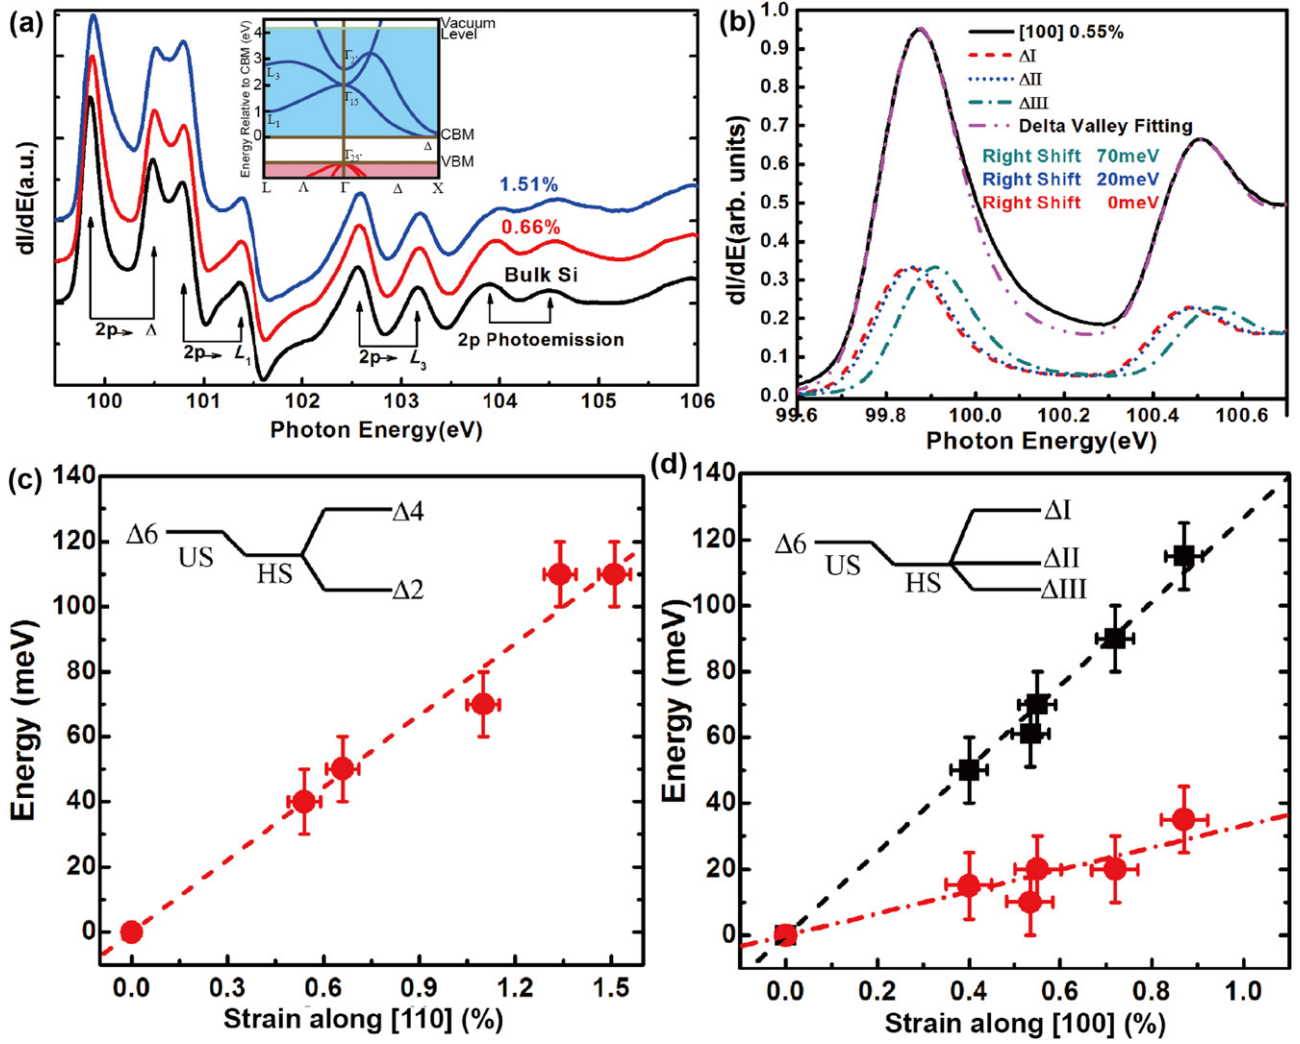 (a)
dI/dE(a.u.)
100 101 102 103 104 105 106
Photon Energy(eV)
1.51%
0.66%
Bulk Si
2p→ Δ
2p→ L1
2p→ L3
2p Photoemission
Energy Relative to CBM (eV)
4
3
2
1
0
Vacuum
Level
CBM
VBM
L3
L1
Γ15
Γ25'
Δ
L Λ Γ Δ X
(b)
dI/dE(arb. units)
1.0
0.9
0.8
0.7
0.6
0.5
0.4
0.3
0.2
0.1
0.0
99.6 99.8 100.0 100.2 100.4 100.6
Photon Energy(eV)
[100] 0.55%
ΔI
ΔII
ΔIII
Delta Valley Fitting
Right Shift 70meV
Right Shift 20meV
Right Shift 0meV
(c)
Energy (meV)
140
120
100
80
60
40
20
0
0.0 0.3 0.6 0.9 1.2 1.5
Strain along [110] (%)
Δ6
US
HS
Δ4
Δ2
(d)
Energy (meV)
140
120
100
80
60
40
20
0
0.0 0.2 0.4 0.6 0.8 1.0
Strain along [100] (%)
Δ6
US
HS
ΔI
ΔII
ΔIII